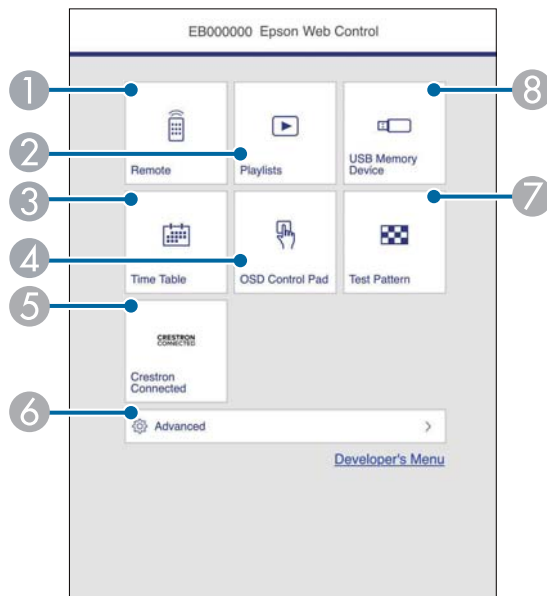 EB000000 Epson Web Control
1
8
2
Remote
Playlists
USB Memory
Device
3
7
4
Time Table
OSD Control Pad
Test Pattern
5
CRESTRON
CONNECTED
Crestron
Connected
6
Advanced
Developer's Menu